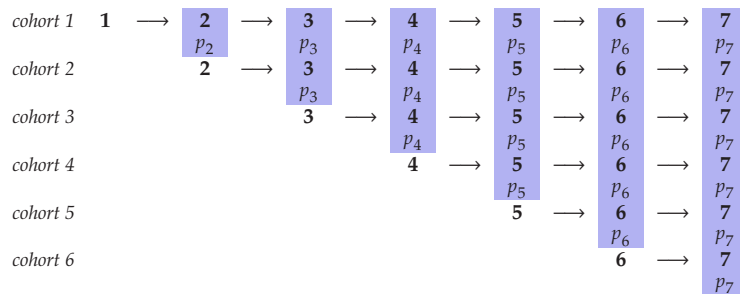 cohort 1 1 ⟶ 2 ⟶ 3 ⟶ 4 ⟶ 5 ⟶ 6 ⟶ 7
p₂ p₃ p₄ p₅ p₆ p₇
cohort 2 2 ⟶ 3 ⟶ 4 ⟶ 5 ⟶ 6 ⟶ 7
p₃ p₄ p₅ p₆ p₇
cohort 3 3 ⟶ 4 ⟶ 5 ⟶ 6 ⟶ 7
p₄ p₅ p₆ p₇
cohort 4 4 ⟶ 5 ⟶ 6 ⟶ 7
p₅ p₆ p₇
cohort 5 5 ⟶ 6 ⟶ 7
p₆ p₇
cohort 6 6 ⟶ 7
p₇